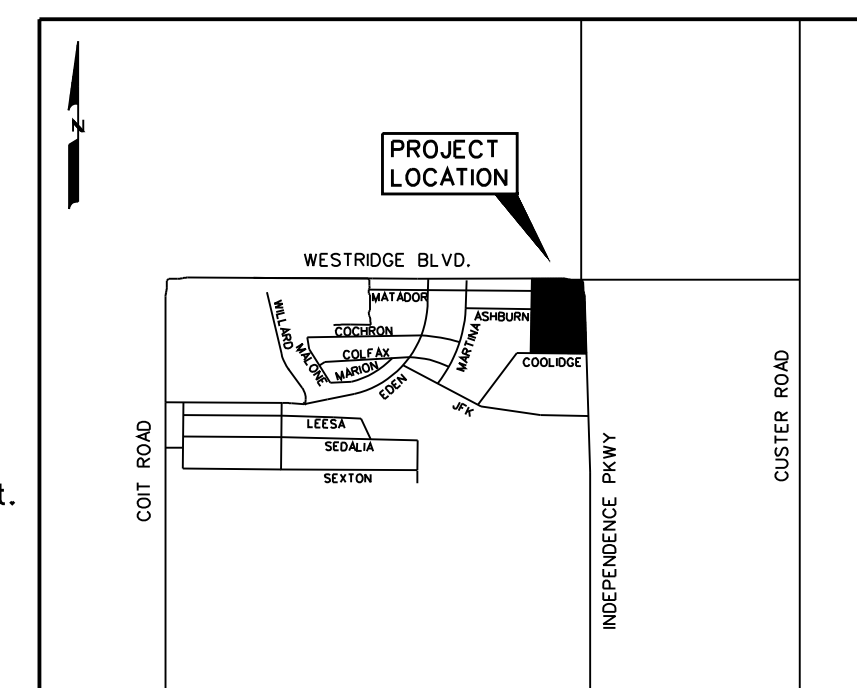 N
PROJECT
LOCATION
WESTRIDGE BLVD.
MATADOR
WILLARD
ASHBURN
COCHRON
MARTINA
MALONE
COLFAX
COOLIDGE
MARION
EDEN
JFK
LEESA
SEDALIA
SEXTON
COIT ROAD
INDEPENDENCE PKWY
CUSTER ROAD
t.